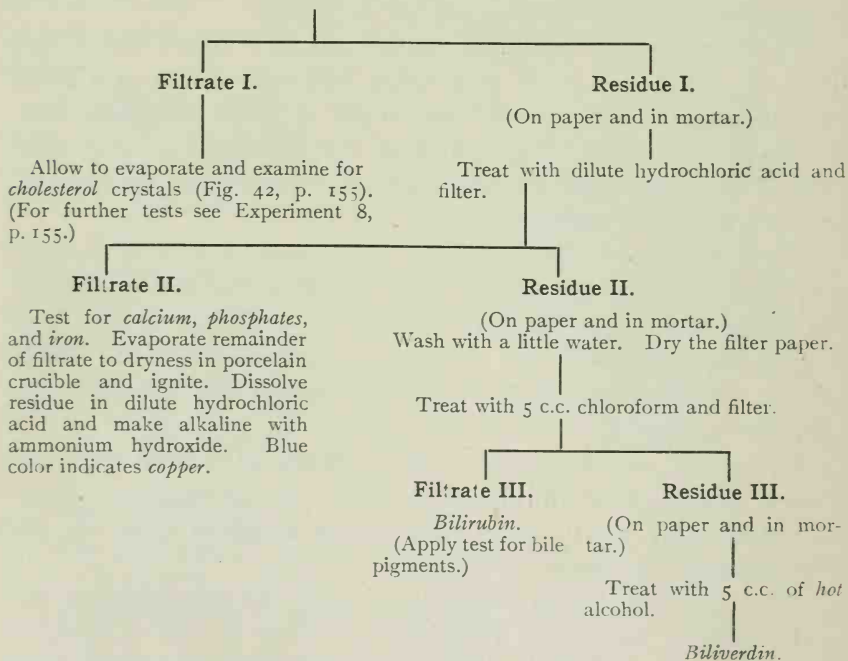 Filtrate I.
Allow to evaporate and examine for
cholesterol crystals (Fig. 42, p. 155).
(For further tests see Experiment 8,
p. 155.)
Residue I.
(On paper and in mortar.)
Treat with dilute hydrochloric acid and
filter.
Filtrate II.
Test for calcium, phosphates,
and iron. Evaporate remainder
of filtrate to dryness in porcelain
crucible and ignite. Dissolve
residue in dilute hydrochloric
acid and make alkaline with
ammonium hydroxide. Blue
color indicates copper.
Residue II.
(On paper and in mortar.)
Wash with a little water. Dry the filter paper.
Treat with 5 c.c. chloroform and filter.
Filtrate III.
Bilirubin.
(Apply test for bile
pigments.)
Residue III.
(On paper and in mor-
tar.)
Treat with 5 c.c. of hot
alcohol.
Biliverdin.